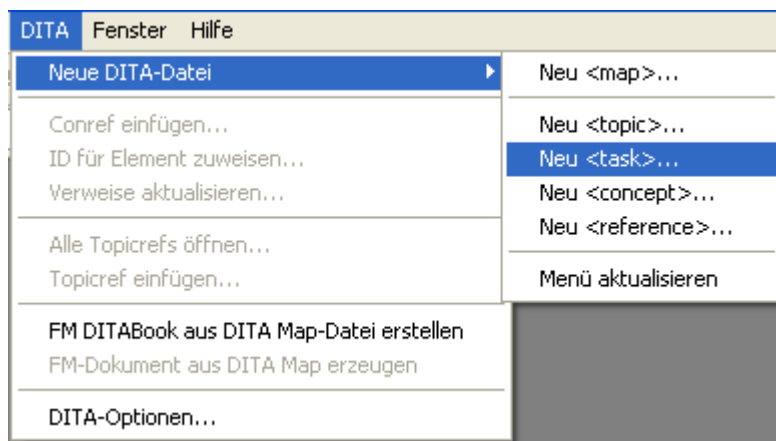 DITA Fenster Hilfe
Neue DITA-Datei
Conref einfügen...
ID für Element zuweisen...
Verweise aktualisieren...
Alle Topicrefs öffnen...
Topicref einfügen...
FM DITABook aus DITA Map-Datei erstellen
FM-Dokument aus DITA Map erzeugen
DITA-Optionen...
Neu <map>...
Neu <topic>...
Neu <task>...
Neu <concept>...
Neu <reference>...
Menü aktualisieren